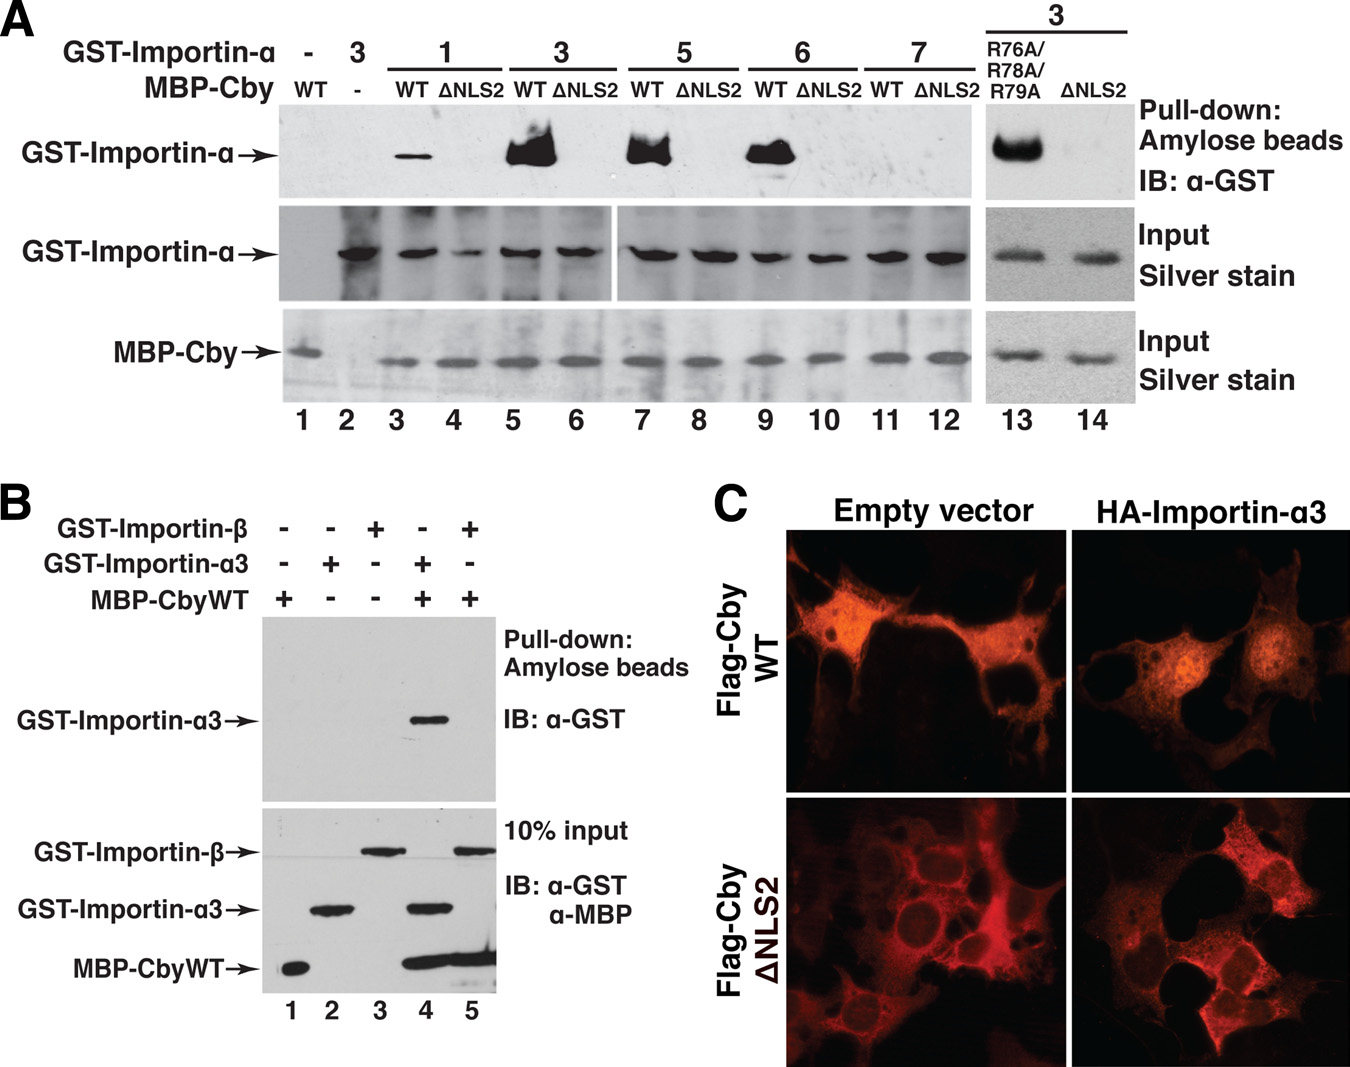 A
GST-Importin-α - 3 1 3 5 6 7 3
MBP-Cby WT - WT ΔNLS2 WT ΔNLS2 WT ΔNLS2 WT ΔNLS2 WT ΔNLS2 R76A/ R78A/ R79A ΔNLS2
GST-Importin-α
Pull-down:
Amylose beads
IB: α-GST
GST-Importin-α
Input
Silver stain
MBP-Cby
Input
Silver stain
1 2 3 4 5 6 7 8 9 10 11 12 13 14
B
GST-Importin-β - - + - +
GST-Importin-α3 - + - + -
MBP-CbyWT + - - + +
Pull-down:
Amylose beads
GST-Importin-α3
IB: α-GST
10% input
GST-Importin-β
IB: α-GST
α-MBP
GST-Importin-α3
MBP-CbyWT
1 2 3 4 5
C
Empty vector HA-Importin-α3
Flag-Cby
WT
Flag-Cby
ΔNLS2